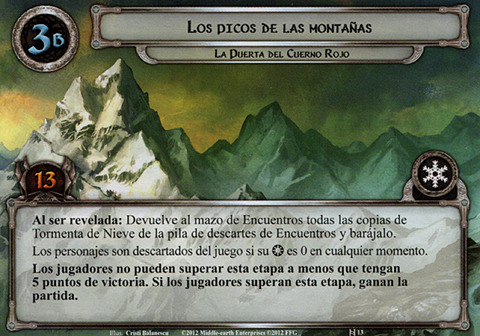 3B
Los picos de las montañas
La Puerta del Cuerno Rojo
13
Al ser revelada: Devuelve al mazo de Encuentros todas las copias de
Tormenta de Nieve de la pila de descartes de Encuentros y barájalo.
Los personajes son descartados del juego si su es 0 en cualquier momento.
Los jugadores no pueden superar esta etapa a menos que tengan
5 puntos de victoria. Si los jugadores superan esta etapa, ganan la
partida.
Illus. Cristi Balanescu ©2012 Middle-earth Enterprises ©2012 FFG 13